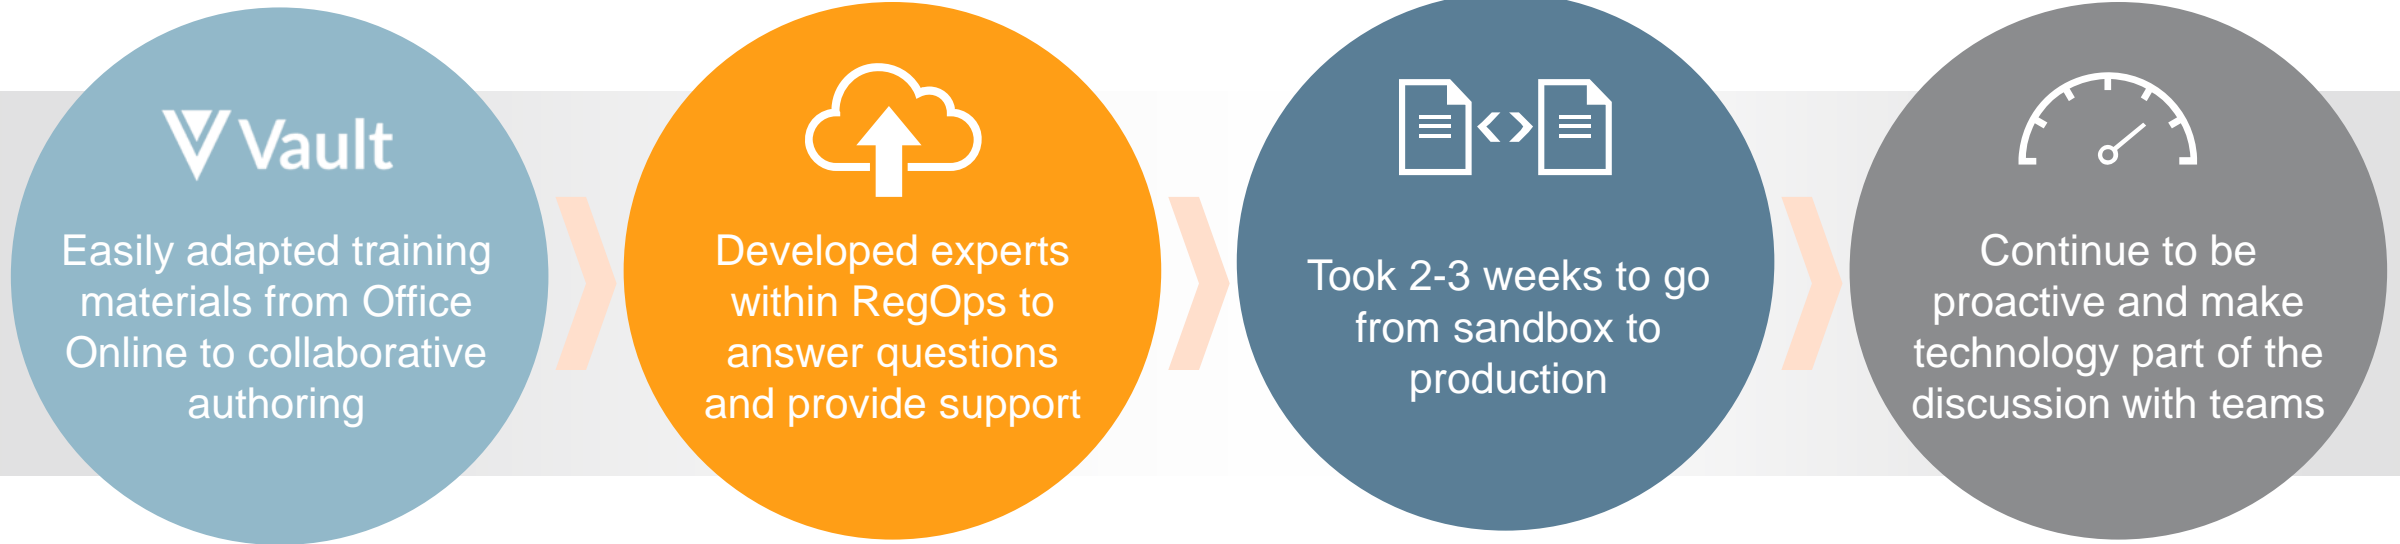 Vault
Easily adapted training
materials from Office
Online to collaborative
authoring
Developed experts
within RegOps to
answer questions
and provide support
Took 2-3 weeks to go
from sandbox to
production
Continue to be
proactive and make
technology part of the
discussion with teams